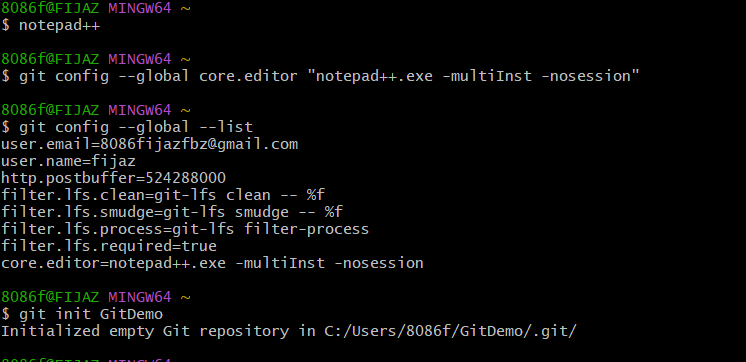 8086f@FIJAZ MINGW64 ~
$ notepad++
8086f@FIJAZ MINGW64 ~
$ git config --global core.editor "notepad++.exe -multiInst -nosession"
8086f@FIJAZ MINGW64 ~
$ git config --global --list
user.email=8086fijazfbz@gmail.com
user.name=fijaz
http.postbuffer=524288000
filter.lfs.clean=git-lfs clean -- %f
filter.lfs.smudge=git-lfs smudge -- %f
filter.lfs.process=git-lfs filter-process
filter.lfs.required=true
core.editor=notepad++.exe -multiInst -nosession
8086f@FIJAZ MINGW64 ~
$ git init GitDemo
Initialized empty Git repository in C:/Users/8086f/GitDemo/.git/